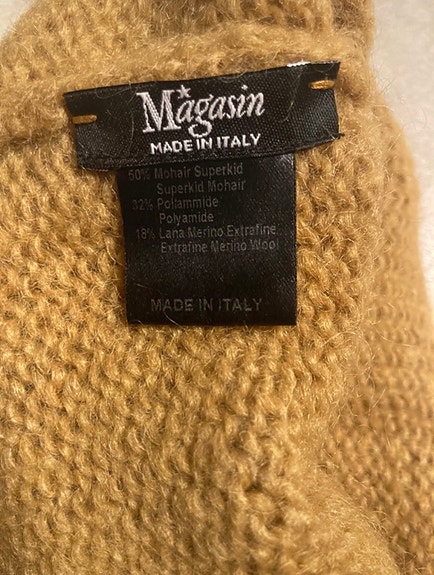 Magasin
MADE IN ITALY
50% Mohair Superkid
Superkid Mohair
32% Poliammide
Polyamide
18% Lana Merino Extrafine
Extrafine Merino Wool
MADE IN ITALY